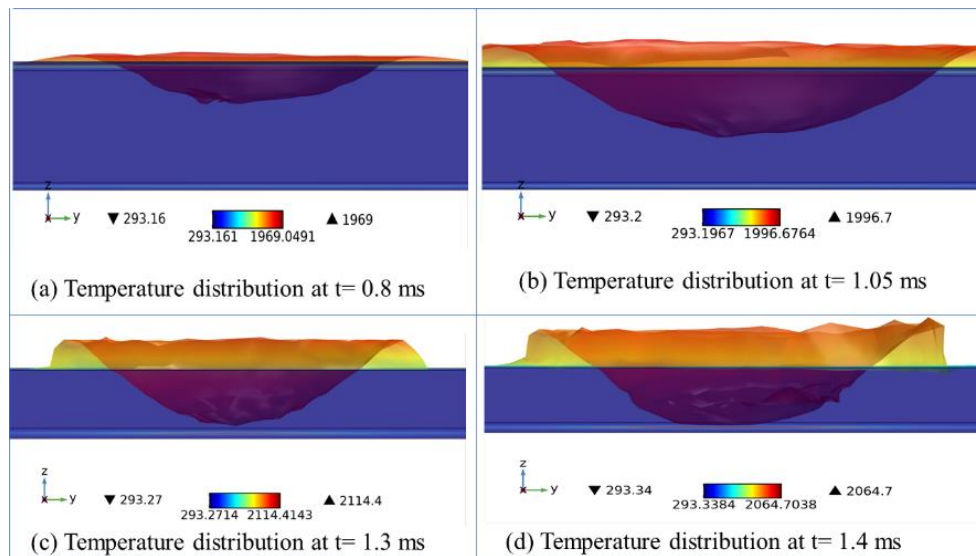 z
y
▼ 293.16
▲ 1969
293.161 1969.0491
(a) Temperature distribution at t= 0.8 ms
z
y
▼ 293.2
▲ 1996.7
293.1967 1996.6764
(b) Temperature distribution at t= 1.05 ms
z
y
▼ 293.27
▲ 2114.4
293.2714 2114.4143
(c) Temperature distribution at t= 1.3 ms
z
y
▼ 293.34
▲ 2064.7
293.3384 2064.7038
(d) Temperature distribution at t= 1.4 ms